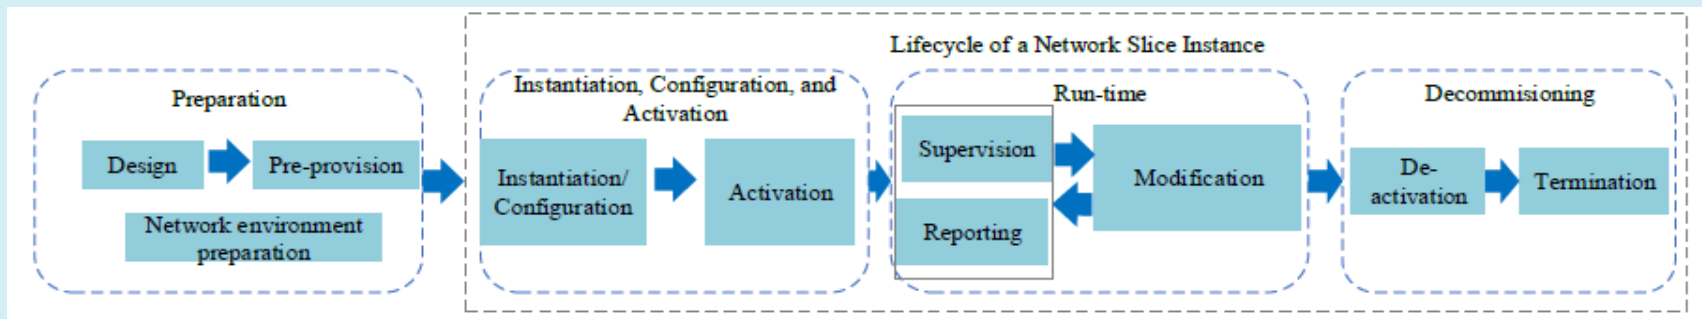 Lifecycle of a Network Slice Instance
Preparation
Design
Pre-provision
Network environment
preparation
Instantiation, Configuration, and
Activation
Instantiation/
Configuration
Activation
Run-time
Supervision
Reporting
Modification
Decommisioning
De-
activation
Termination